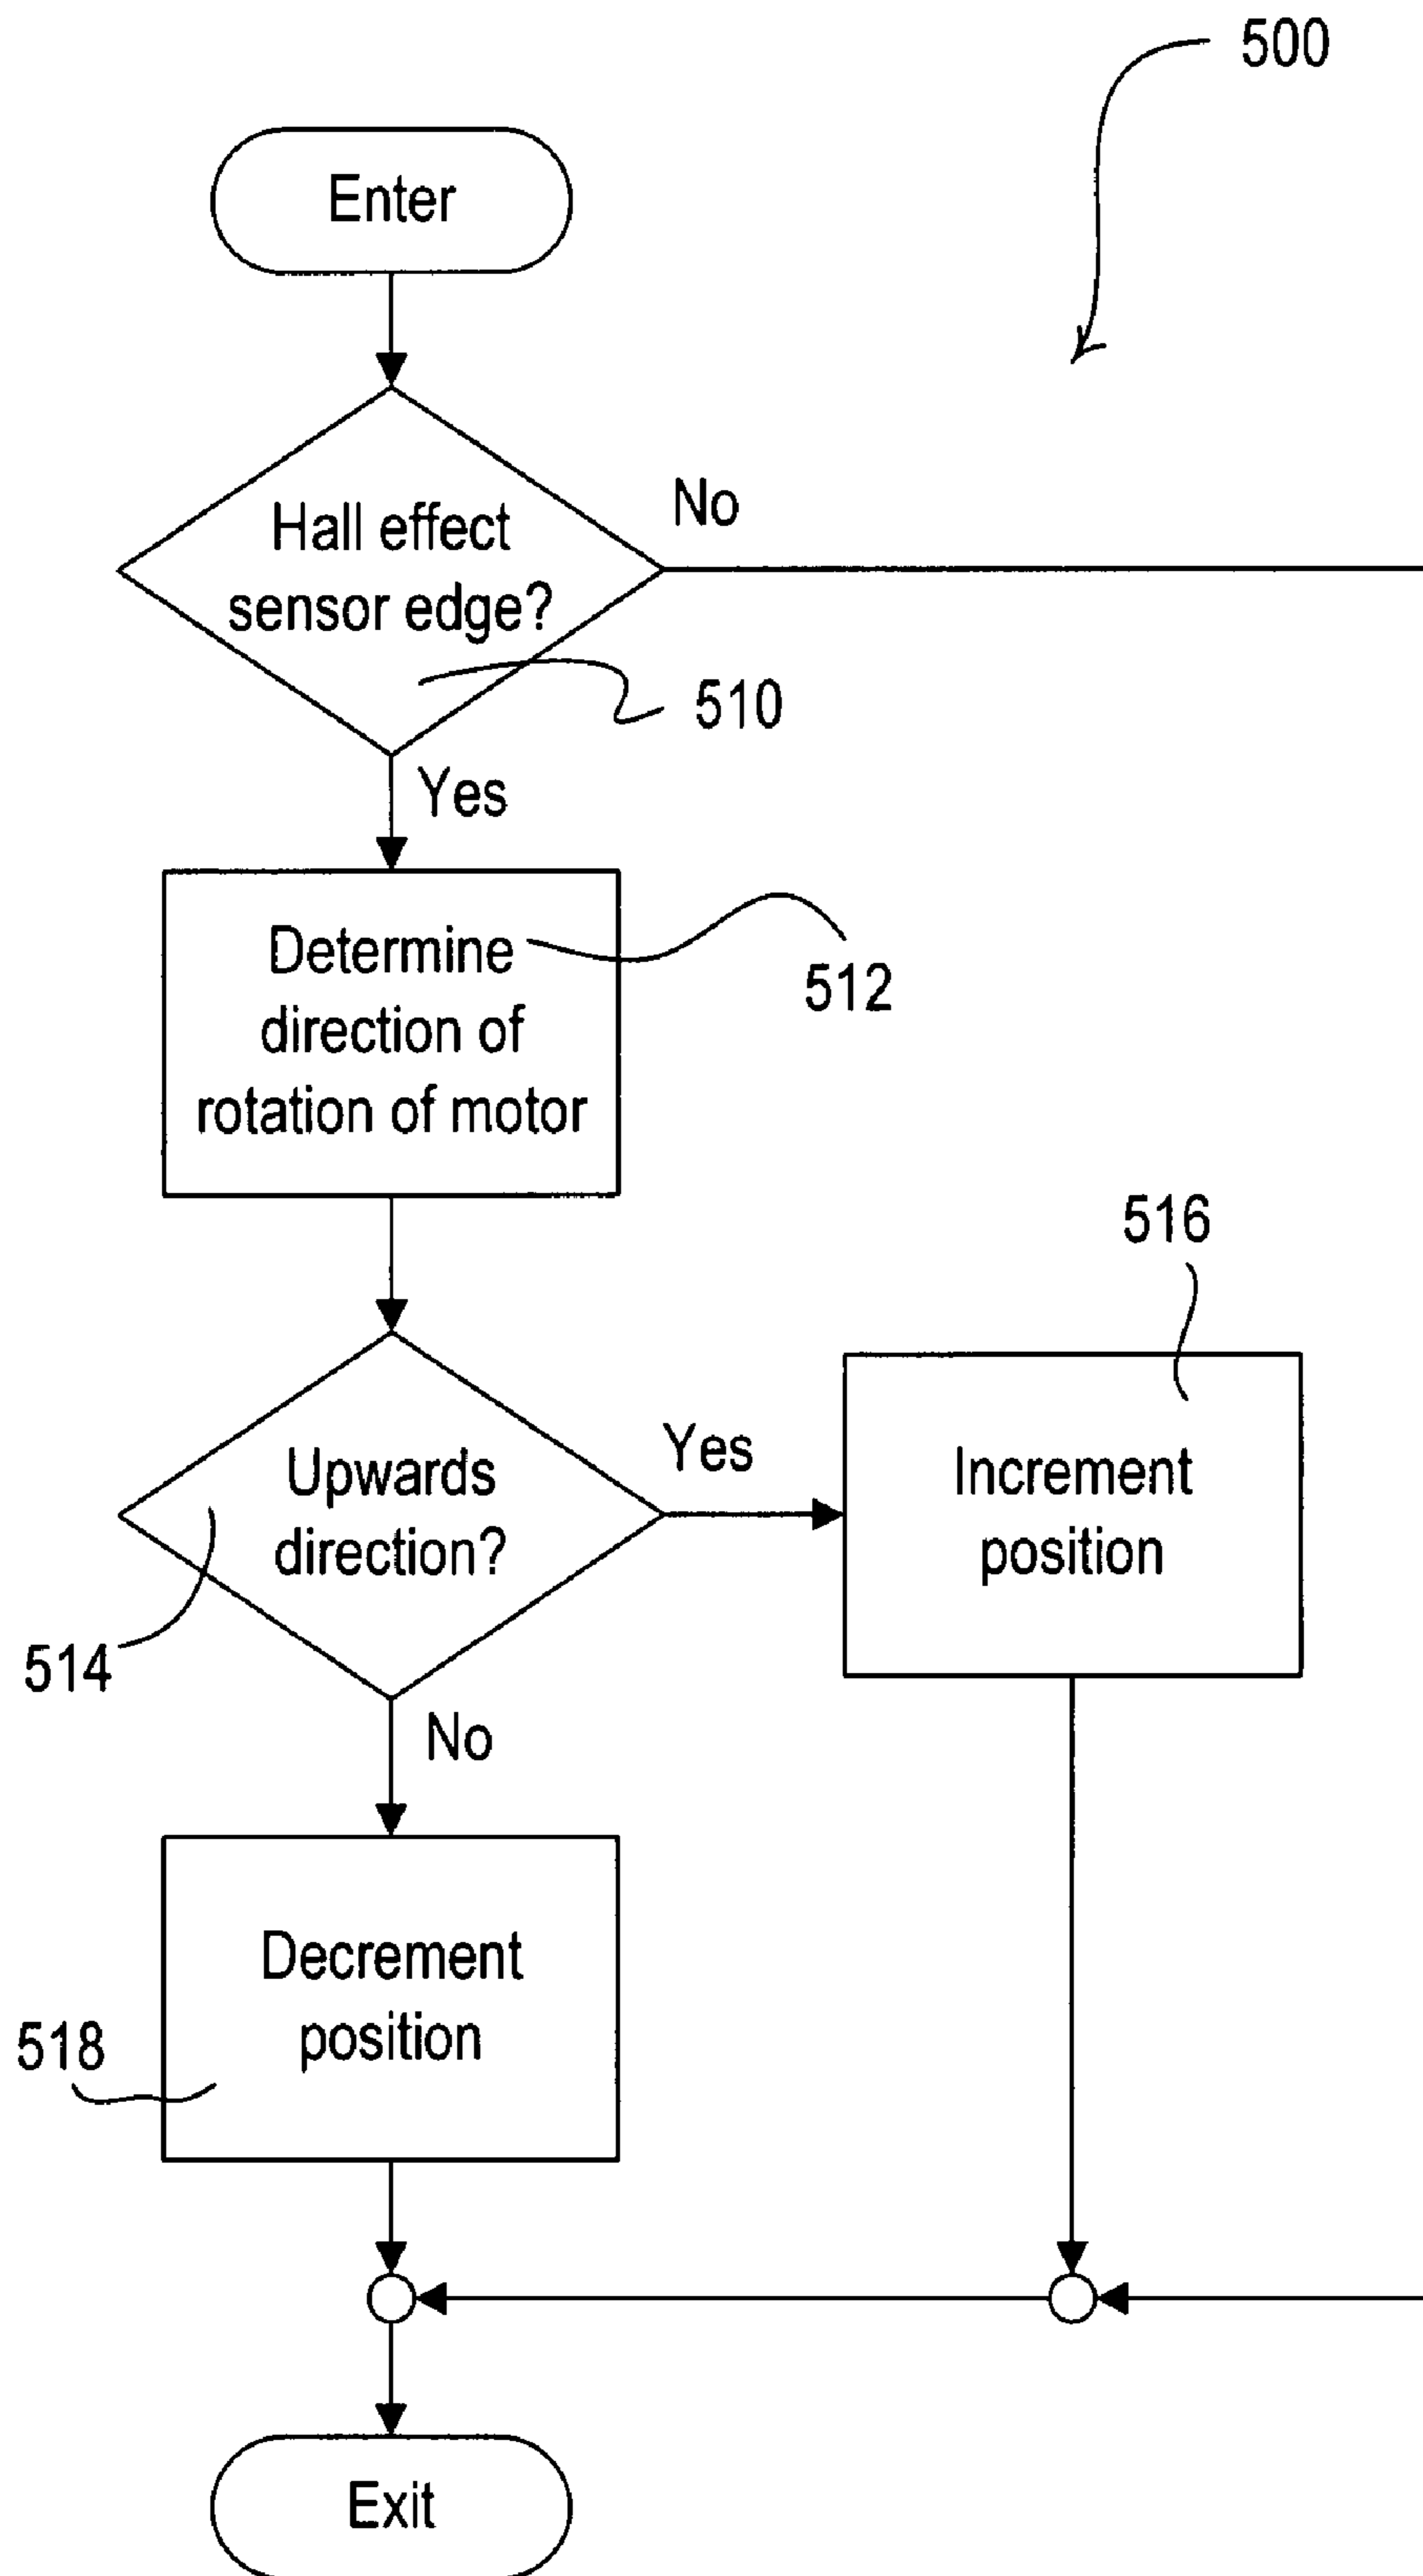 500
Enter
Hall effect
sensor edge?
No
510
Yes
Determine
direction of
rotation of motor
512
Upwards
direction?
514
Yes
516
Increment
position
No
Decrement
position
518
Exit